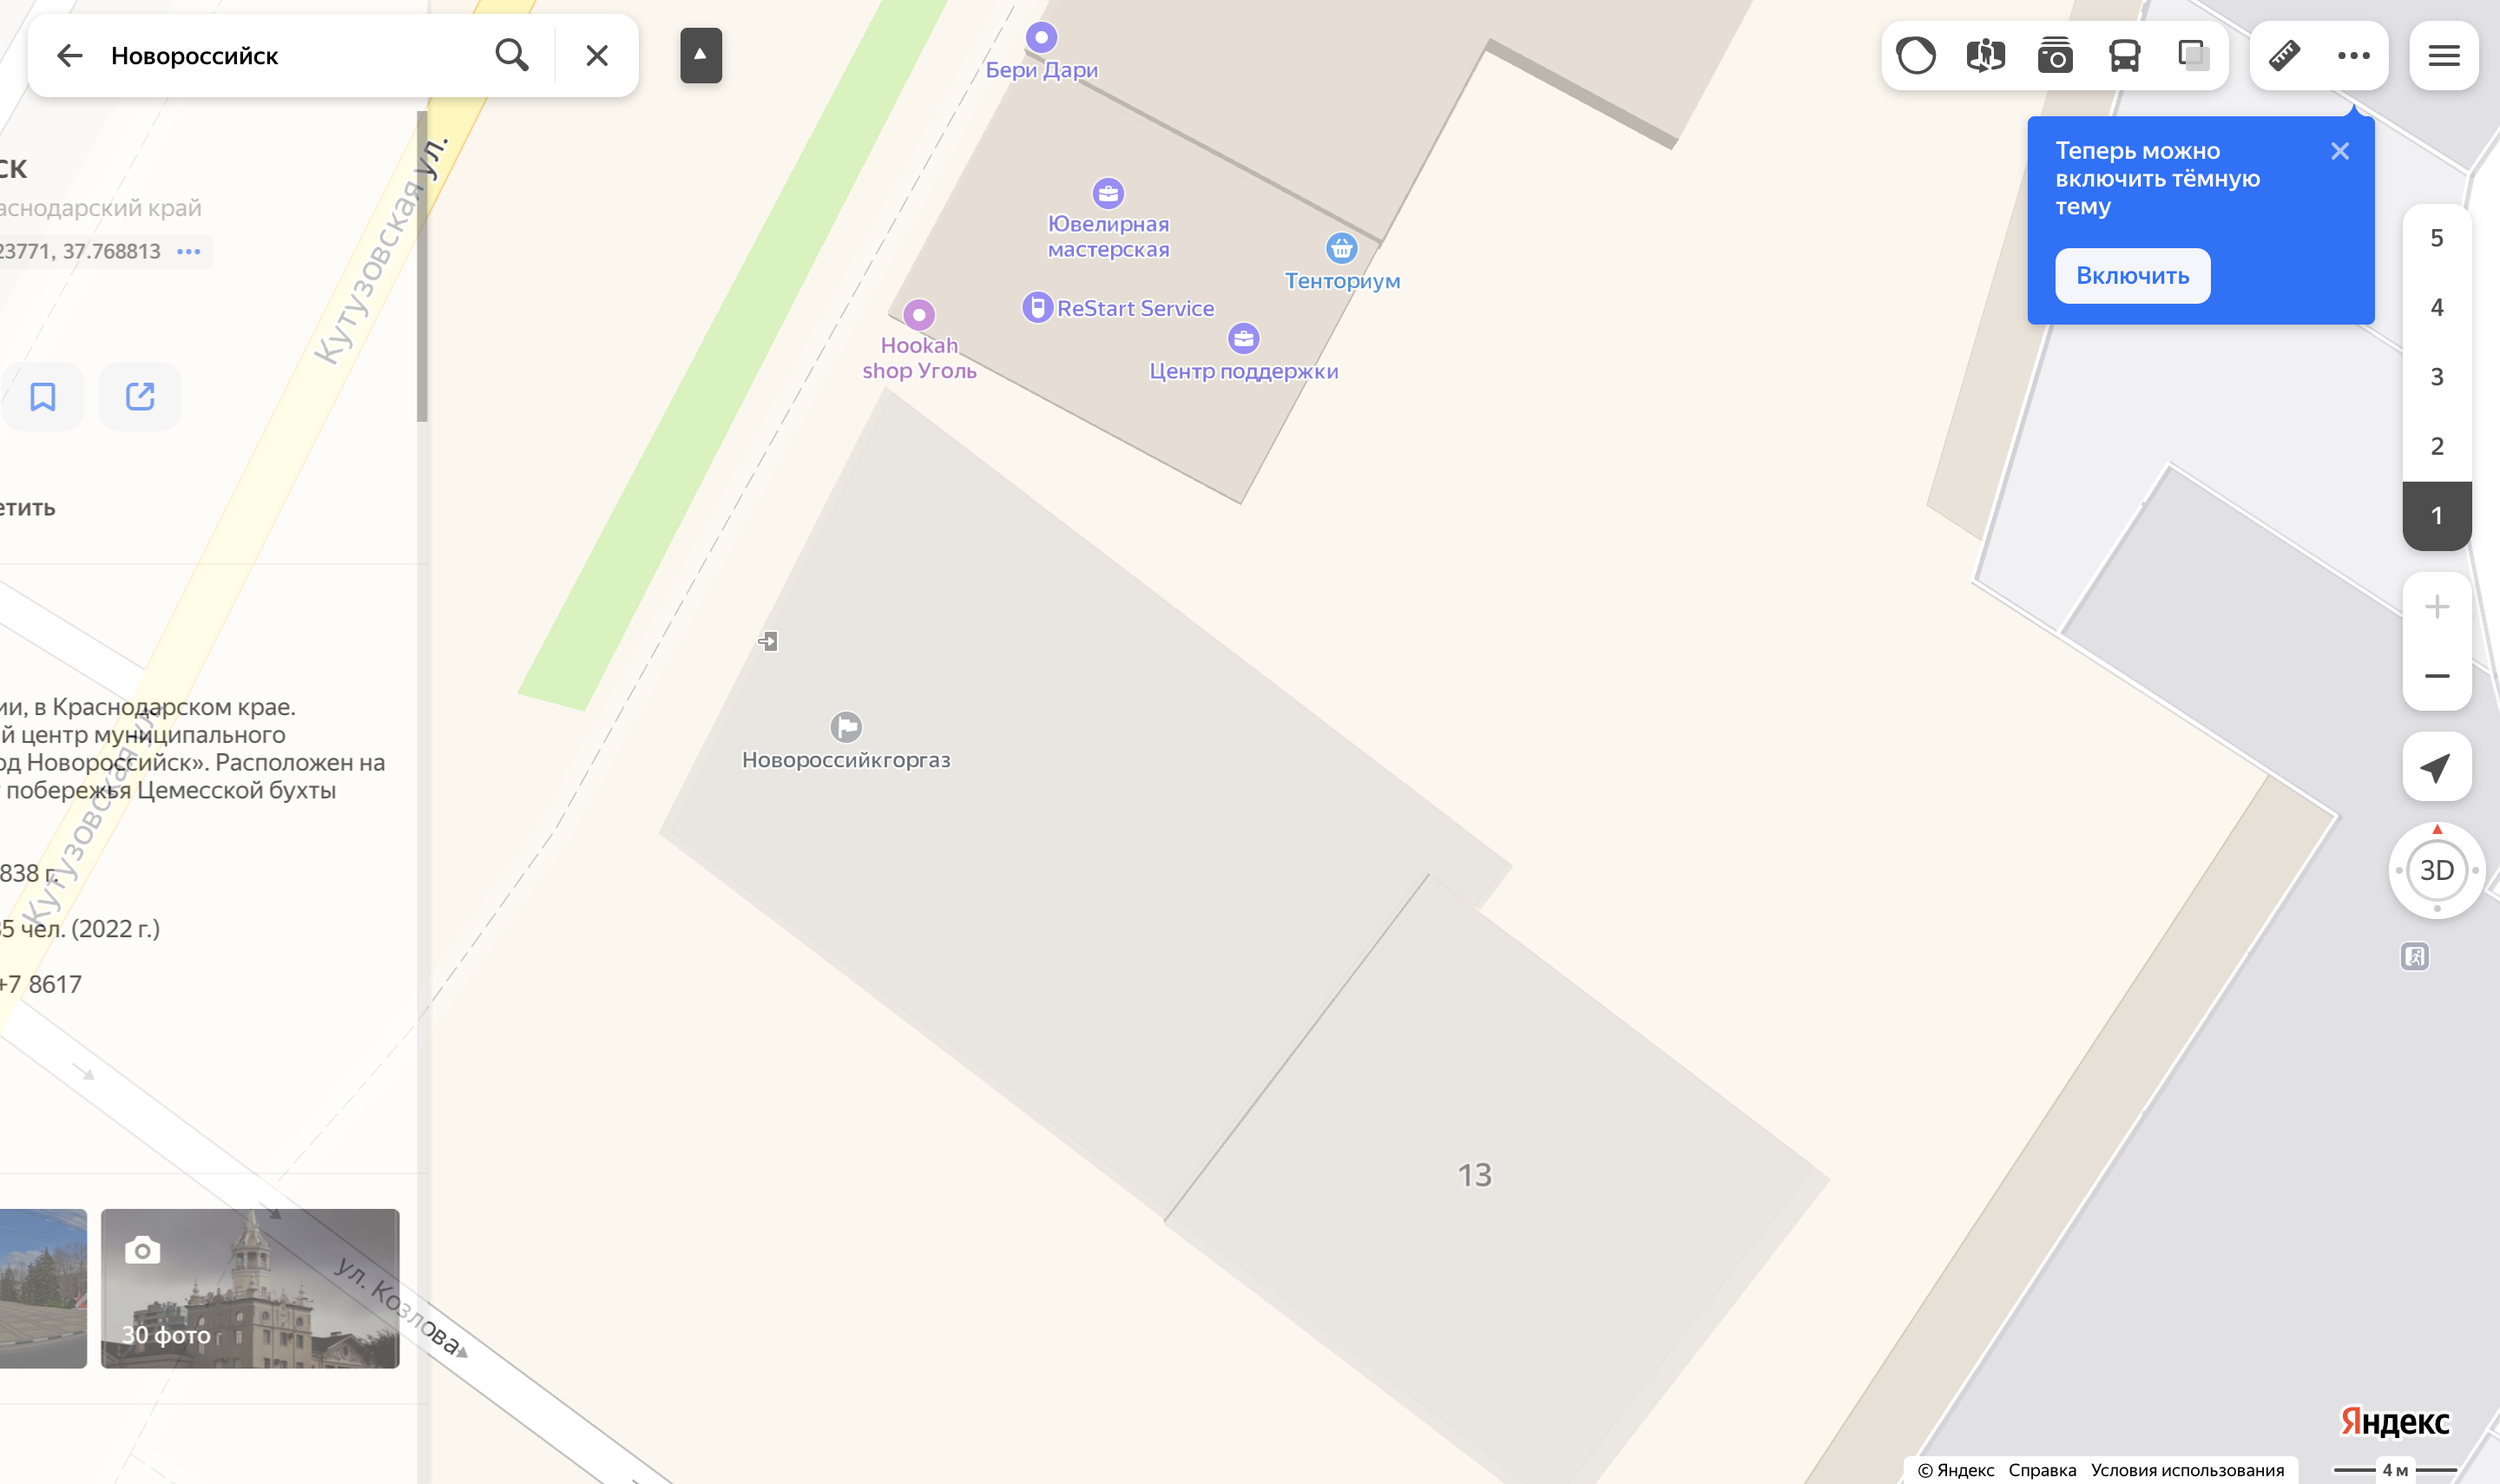 Новороссийск
ск
аснодарский край
23771, 37.768813
етить
ии, в Краснодарском крае.
й центр муниципального
од Новороссийск». Расположен на
побережья Цемесской бухты
838 г.
35 чел. (2022 г.)
+7 8617
30 фото
Кутузовская ул.
Кутузовская ул.
ул. Козлова
Бери Дари
Ювелирная
мастерская
Тенториум
ReStart Service
Hookah
shop Уголь
Центр поддержки
Новороссийкгоргаз
13
Теперь можно
включить тёмную
тему
Включить
5
4
3
2
1
3D
Яндекс
© Яндекс Справка Условия использования
4 м